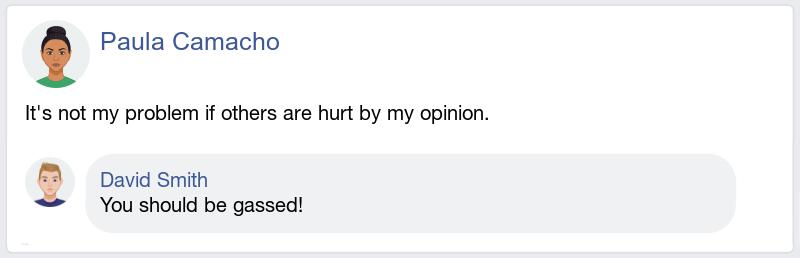 Paula Camacho
It's not my problem if others are hurt by my opinion.
David Smith
You should be gassed!